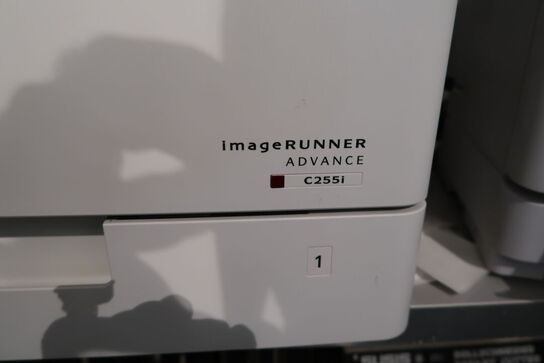 imageRUNNER
ADVANCE
C255i
1